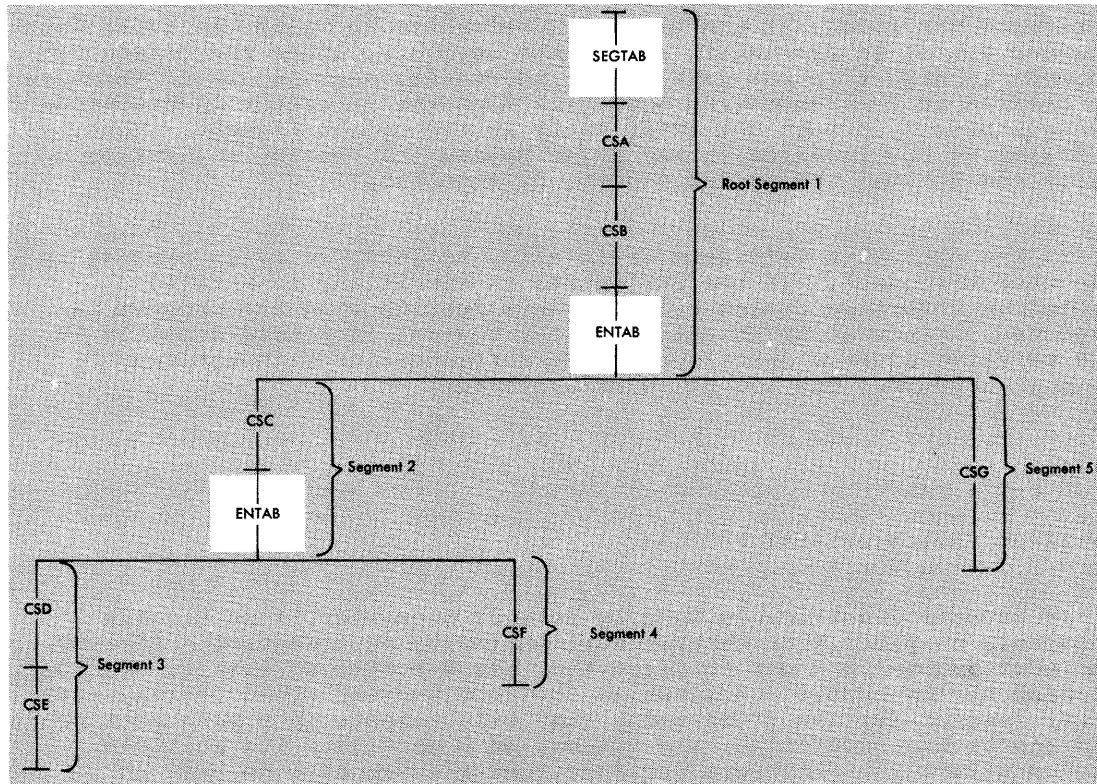 SEGTAB
CSA
Root Segment 1
CSB
ENTAB
CSC
Segment 2
CSG
Segment 5
ENTAB
CSD
CSF
Segment 4
Segment 3
CSE